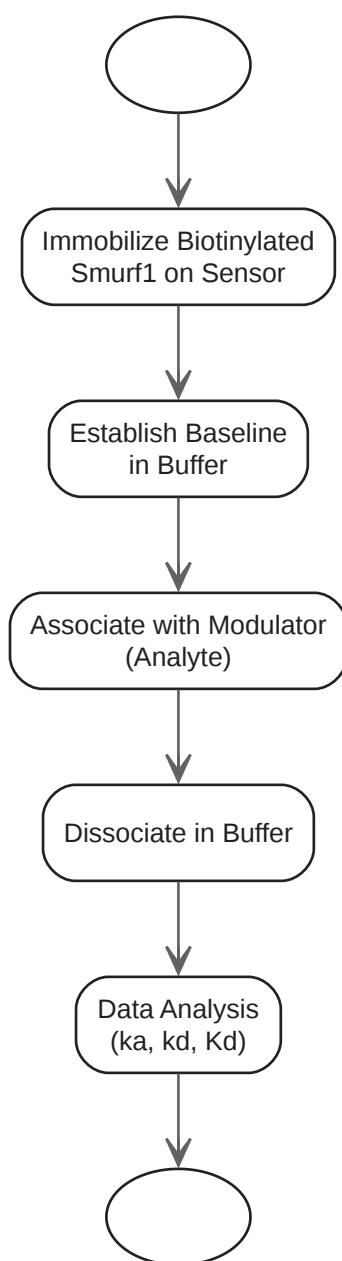 Immobilize Biotinylated
Smurf1 on Sensor
Establish Baseline
in Buffer
Associate with Modulator
(Analyte)
Dissociate in Buffer
Data Analysis
(ka, kd, Kd)